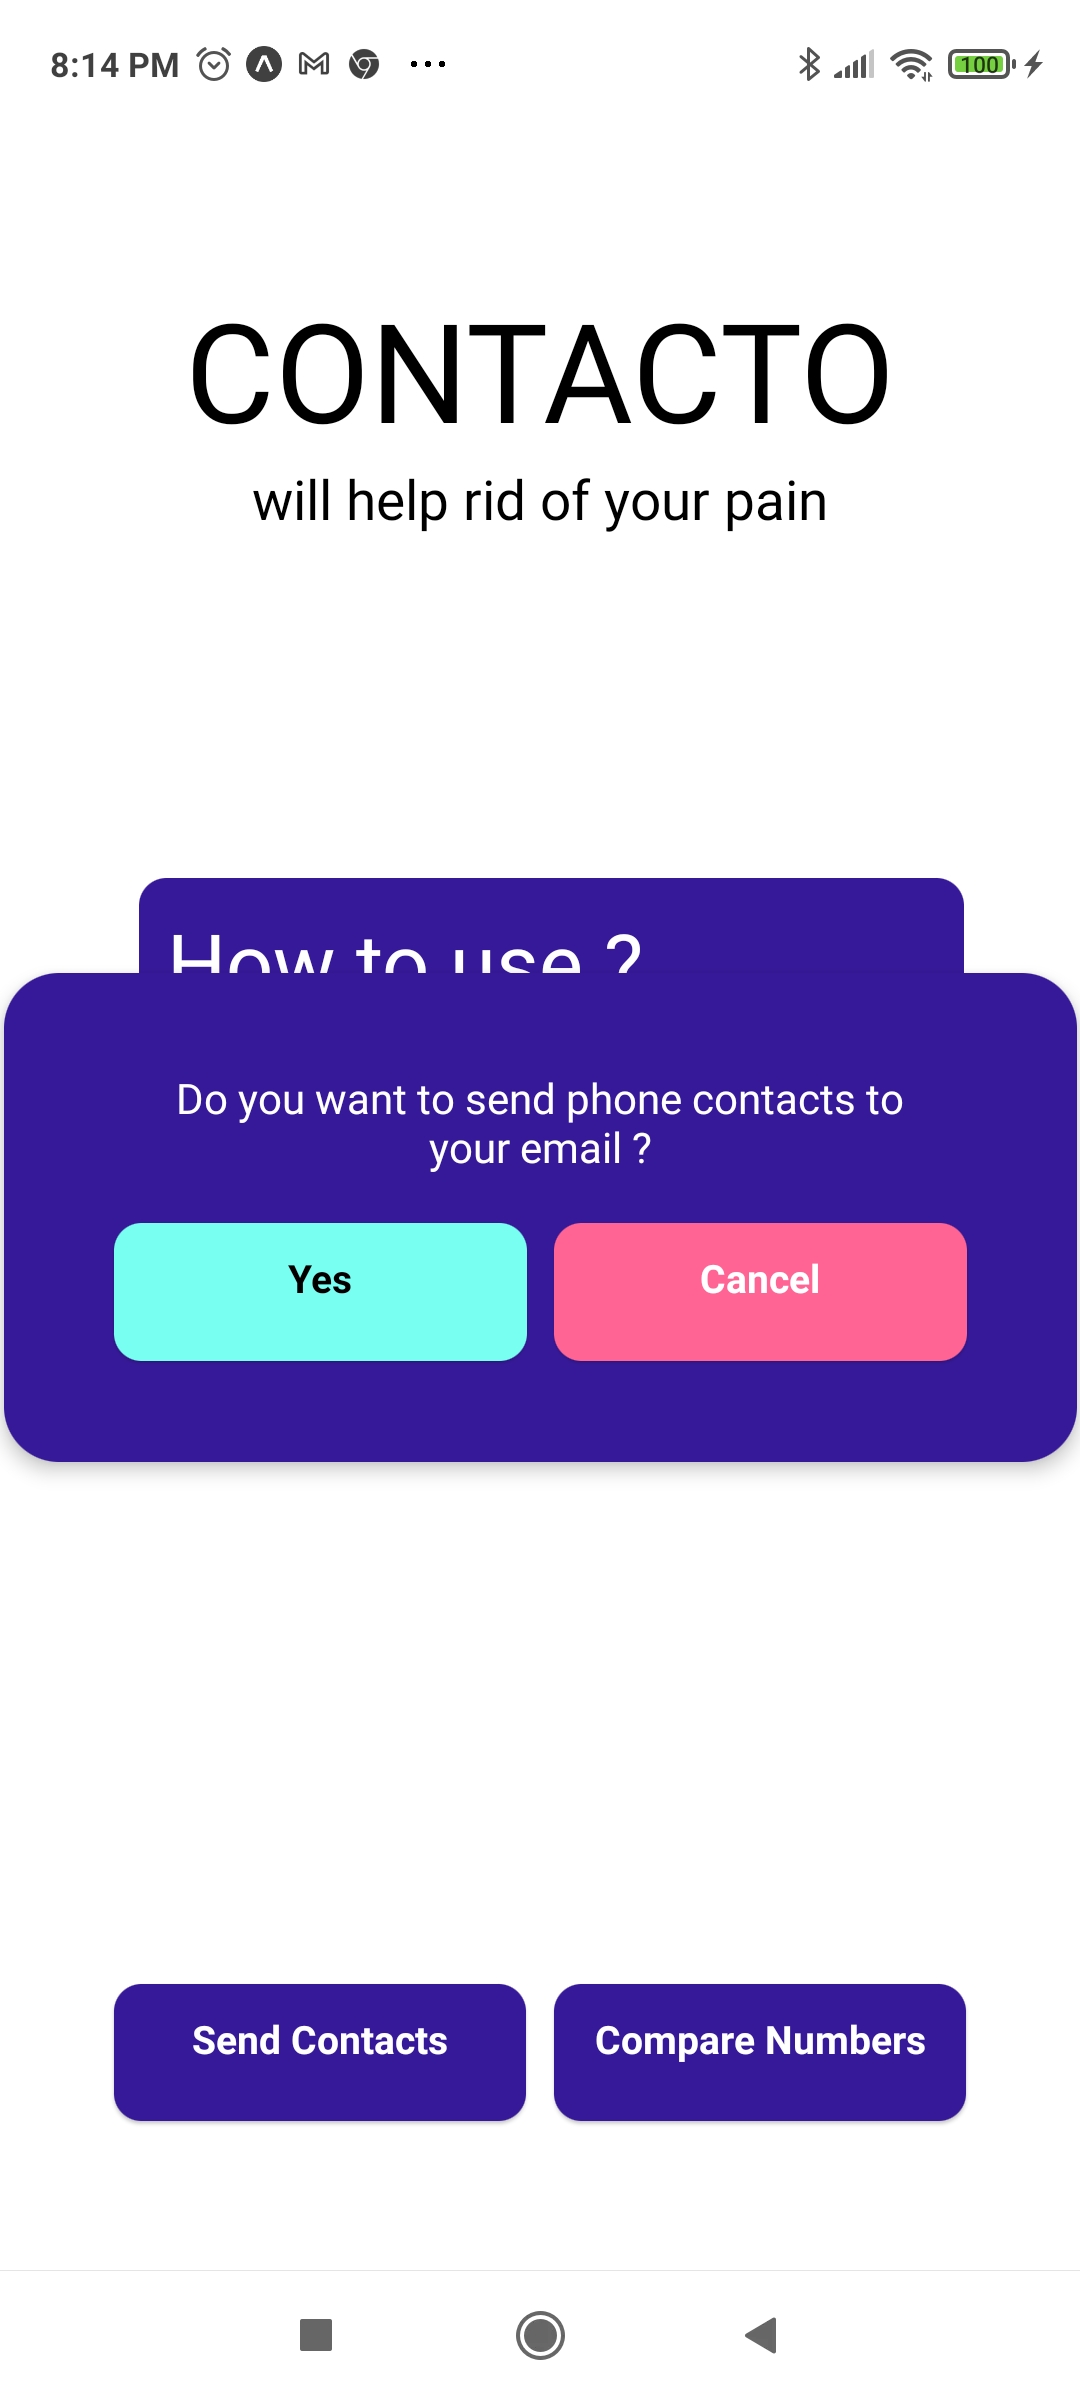 8:14 PM
100
CONTACTO
will help rid of your pain
How to use ?
Do you want to send phone contacts to
your email ?
Yes
Cancel
Send Contacts
Compare Numbers